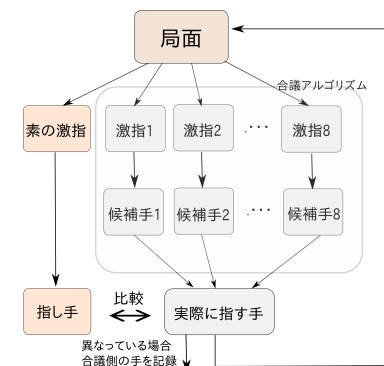 局面
合議アルゴリズム
素の激指
激指1
激指2
...
激指8
候補手1
候補手2
...
候補手8
指し手
比較
実際に指す手
異なっている場合
合議側の手を記録